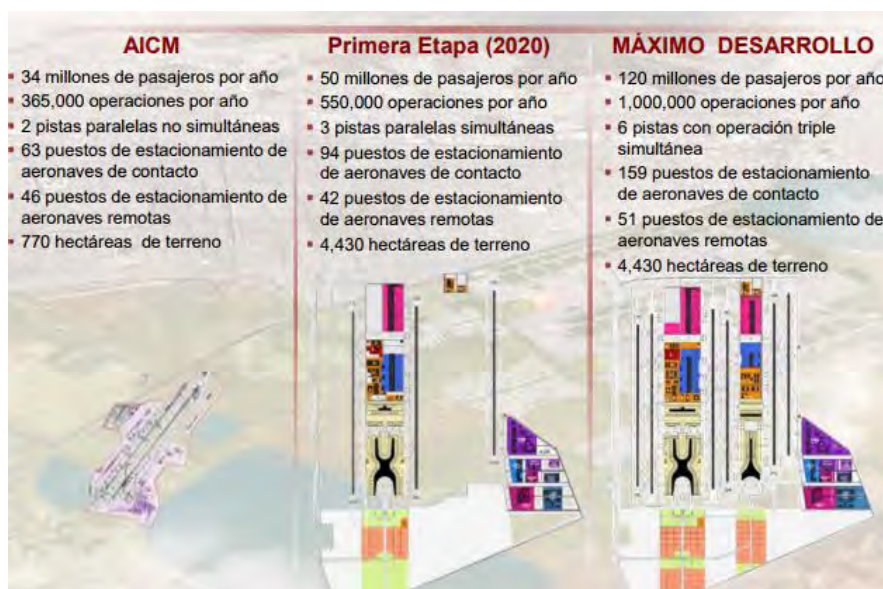 AICM
▪ 34 millones de pasajeros por año
▪ 365,000 operaciones por año
▪ 2 pistas paralelas no simultáneas
▪ 63 puestos de estacionamiento de
aeronaves de contacto
▪ 46 puestos de estacionamiento de
aeronaves remotas
▪ 770 hectáreas de terreno
Primera Etapa (2020)
▪ 50 millones de pasajeros por año
▪ 550,000 operaciones por año
▪ 3 pistas paralelas simultáneas
▪ 94 puestos de estacionamiento
de aeronaves de contacto
▪ 42 puestos de estacionamiento
de aeronaves remotas
▪ 4,430 hectáreas de terreno
MÁXIMO DESARROLLO
▪ 120 millones de pasajeros por año
▪ 1,000,000 operaciones por año
▪ 6 pistas con operación triple
simultánea
▪ 159 puestos de estacionamiento
de aeronaves de contacto
▪ 51 puestos de estacionamiento de
aeronaves remotas
▪ 4,430 hectáreas de terreno